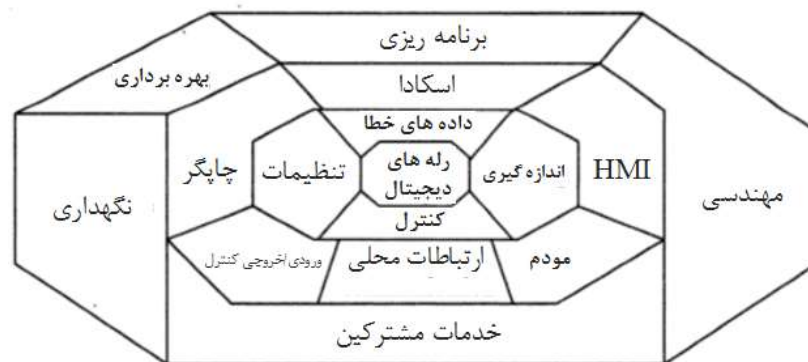 برنامه ریزی
بهره برداری
اسکادا
داده های خطا
رله های
دیجیتال
تنظیمات
اندازه گیری
چاپگر
HMI
نگهداری
مهندسی
کنترل
ورودی/خروجی کنترل
ارتباطات محلی
مودم
خدمات مشترکین